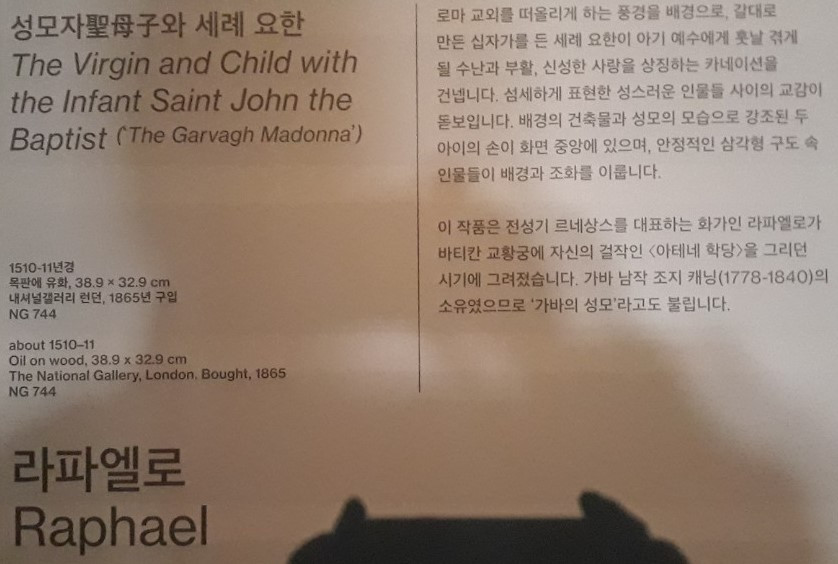 성모자聖母子와 세례 요한
The Virgin and Child with
the Infant Saint John the
Baptist (‘The Garvagh Madonna’)
1510-11년경
목판에 유화, 38.9 × 32.9 cm
내셔널갤러리 런던, 1865년 구입
NG 744
about 1510–11
Oil on wood, 38.9 x 32.9 cm
The National Gallery, London. Bought, 1865
NG 744
라파엘로
Raphael
로마 교외를 떠올리게 하는 풍경을 배경으로, 갈대로
만든 십자가를 든 세례 요한이 아기 예수에게 훗날 겪게
될 수난과 부활, 신성한 사랑을 상징하는 카네이션을
건넵니다. 섬세하게 표현한 성스러운 인물들 사이의 교감이
돋보입니다. 배경의 건축물과 성모의 모습으로 강조된 두
아이의 손이 화면 중앙에 있으며, 안정적인 삼각형 구도 속
인물들이 배경과 조화를 이룹니다.
이 작품은 전성기 르네상스를 대표하는 화가인 라파엘로가
바티칸 교황궁에 자신의 걸작인 〈아테네 학당〉을 그리던
시기에 그려졌습니다. 가바 남작 조지 캐닝(1778-1840)의
소유였으므로 ‘가바의 성모’라고도 불립니다.